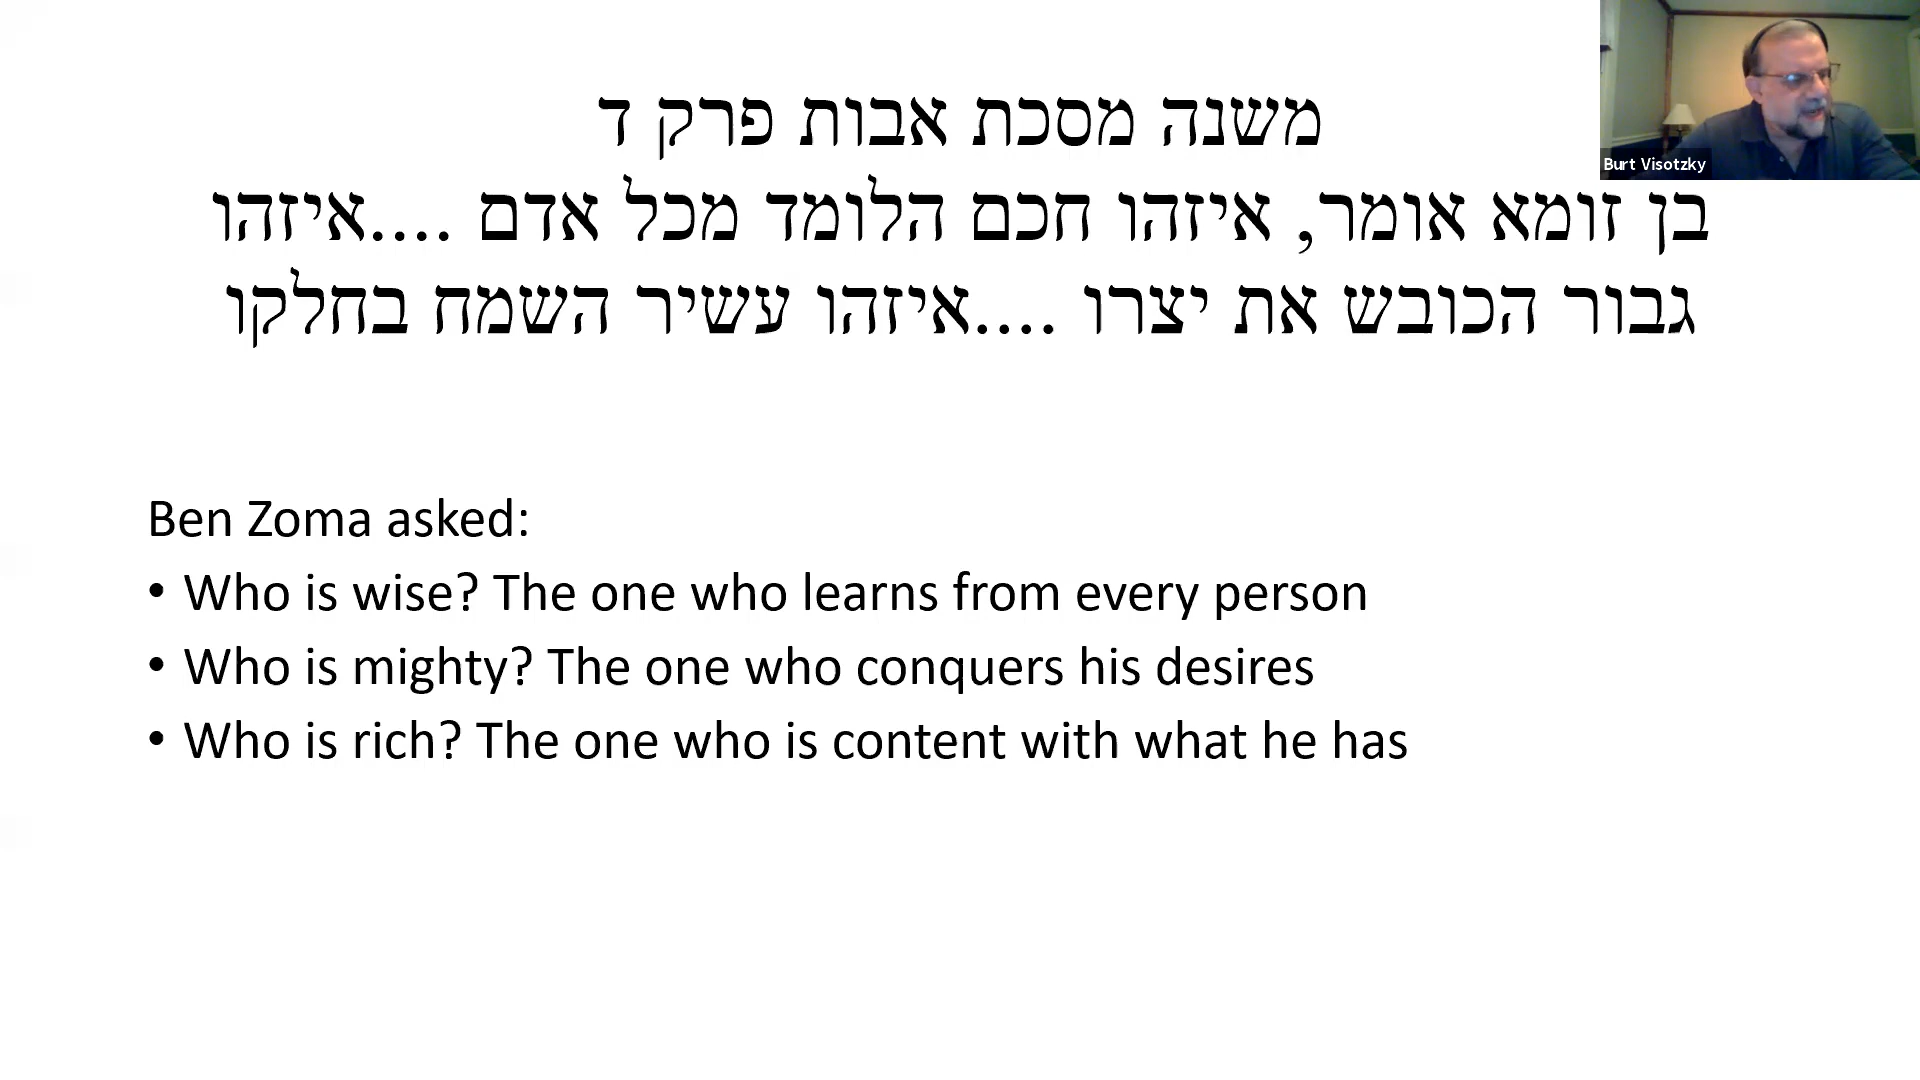 משנה מסכת אבות פרק ד
בן זומא אומר, איזהו חכם הלומד מכל אדם ....איזהו
גבור הכובש את יצרו ....איזהו עשיר השמח בחלקו
Burt Visotzky
Ben Zoma asked:
• Who is wise? The one who learns from every person
• Who is mighty? The one who conquers his desires
• Who is rich? The one who is content with what he has